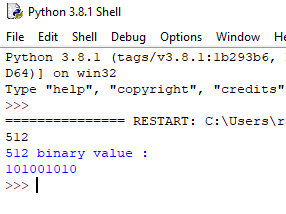 Python 3.8.1 Shell
File Edit Shell Debug Options Window
Python 3.8.1 (tags/v3.8.1:1b293b6,
D64)] on win32
Type "help", "copyright", "credits"
>>>
=============== RESTART: C:\Users\r
512
512 binary value :
101001010
>>>